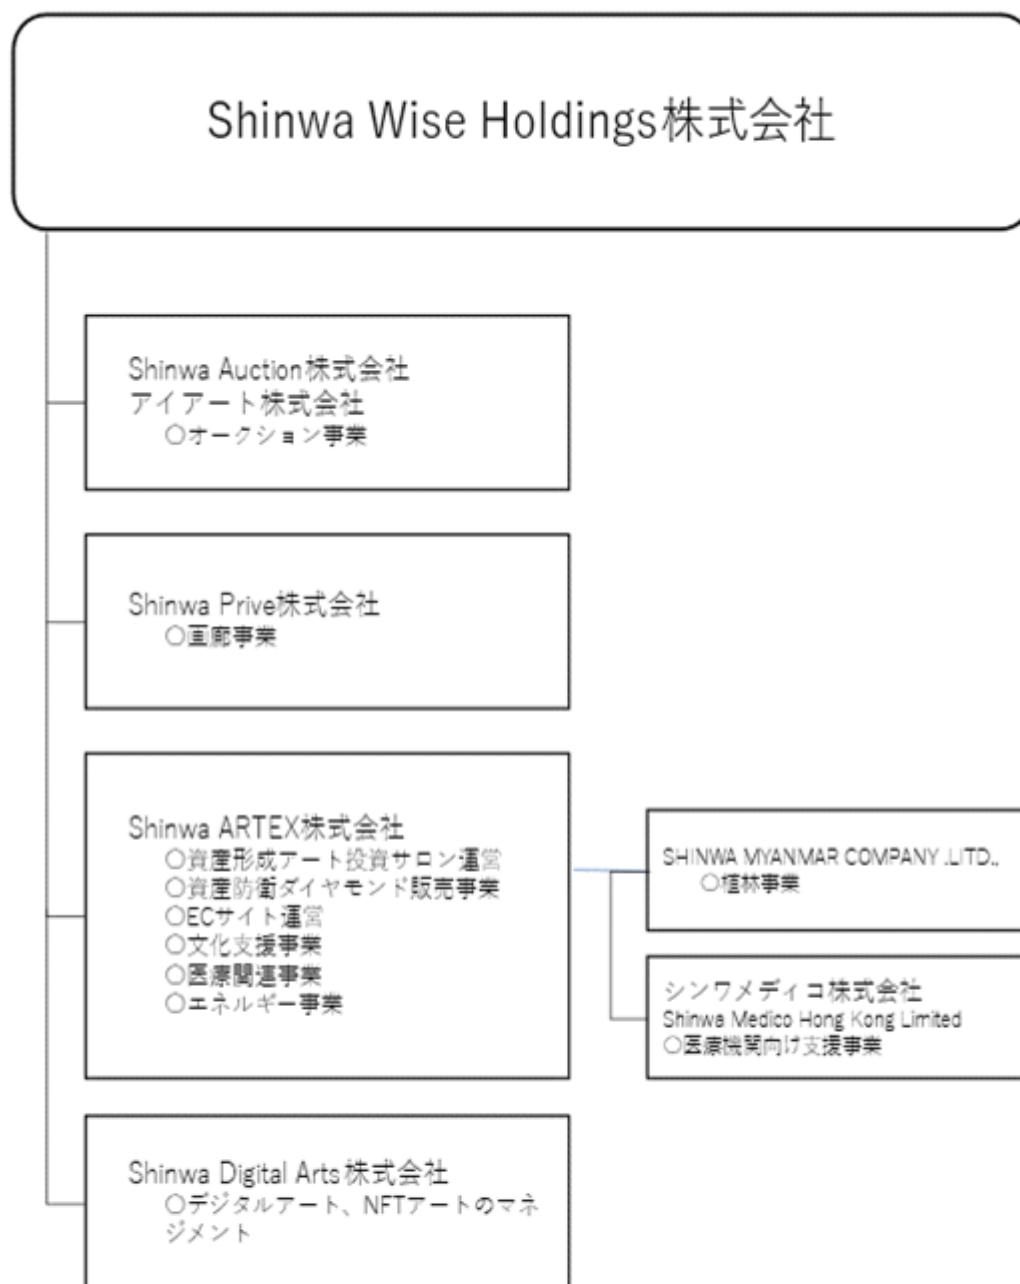 Shinwa Wise Holdings株式会社
Shinwa Auction株式会社
アイアート株式会社
○オークション事業
Shinwa Prive株式会社
○画廊事業
Shinwa ARTEX株式会社
○資産形成アート投資サロン運営
○資産防衛ダイヤモンド販売事業
○ECサイト運営
○文化支援事業
○医療関連事業
○エネルギー事業
SHINWA MYANMAR COMPANY .LITD.,
○植林事業
シンワメディコ株式会社
Shinwa Medico Hong Kong Limited
○医療機関向け支援事業
Shinwa Digital Arts株式会社
○デジタルアート、NFTアートのマネ
ジメント